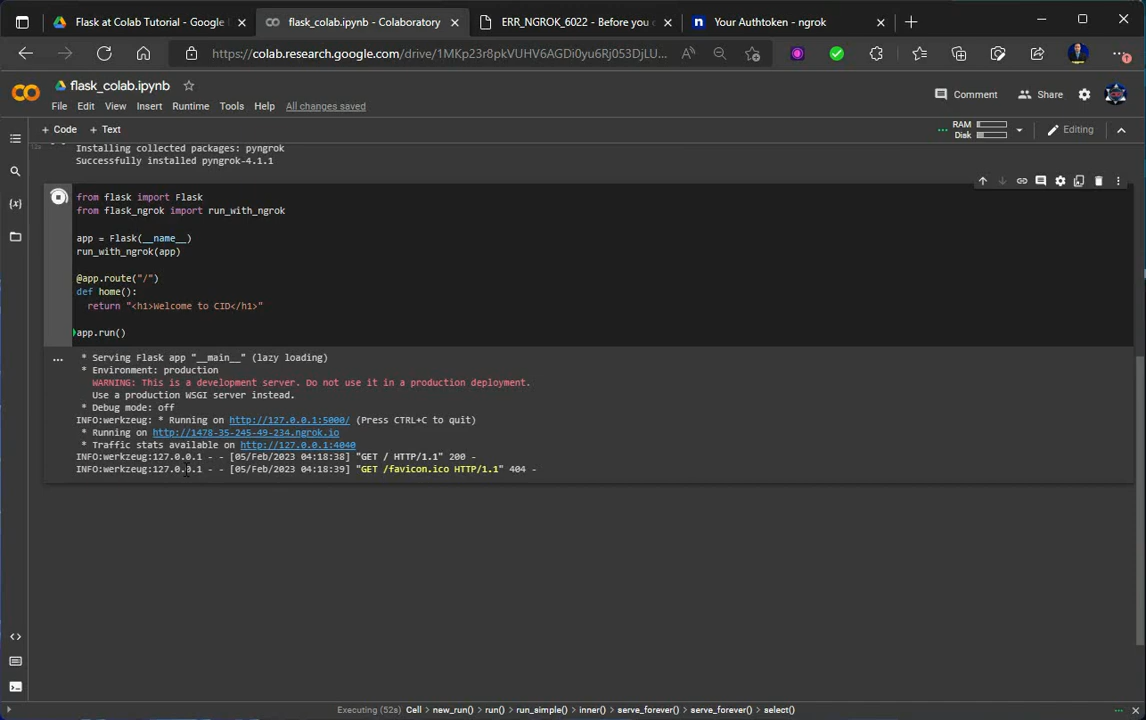 Flask at Colab Tutorial - Google
flask_colab.ipynb - Colaboratory
ERR_NGROK_6022 - Before you
Your Authtoken - ngrok
https://colab.research.google.com/drive/1MKp23r8pkVUHV6AGDi0yu6Rj053DjLU...
flask_colab.ipynb
File Edit View Insert Runtime Tools Help All changes saved
Comment Share
+ Code + Text
RAM
Disk
Editing
Installing collected packages: pyngrok
Successfully installed pyngrok-4.1.1
from flask import Flask
from flask_ngrok import run_with_ngrok
app = Flask(__name__)
run_with_ngrok(app)
@app.route("/")
def home():
return "<h1>Welcome to CID</h1>"
app.run()
* Serving Flask app "__main__" (lazy loading)
* Environment: production
WARNING: This is a development server. Do not use it in a production deployment.
Use a production WSGI server instead.
* Debug mode: off
INFO:werkzeug: * Running on http://127.0.0.1:5000/ (Press CTRL+C to quit)
* Running on http://1478-35-245-49-234.ngrok.io
* Traffic stats available on http://127.0.0.1:4040
INFO:werkzeug:127.0.0.1 - - [05/Feb/2023 04:18:38] "GET / HTTP/1.1" 200 -
INFO:werkzeug:127.0.0.1 - - [05/Feb/2023 04:18:39] "GET /favicon.ico HTTP/1.1" 404 -
Executing (52s) Cell > new_run() > run() > run_simple() > inner() > serve_forever() > serve_forever() > select()